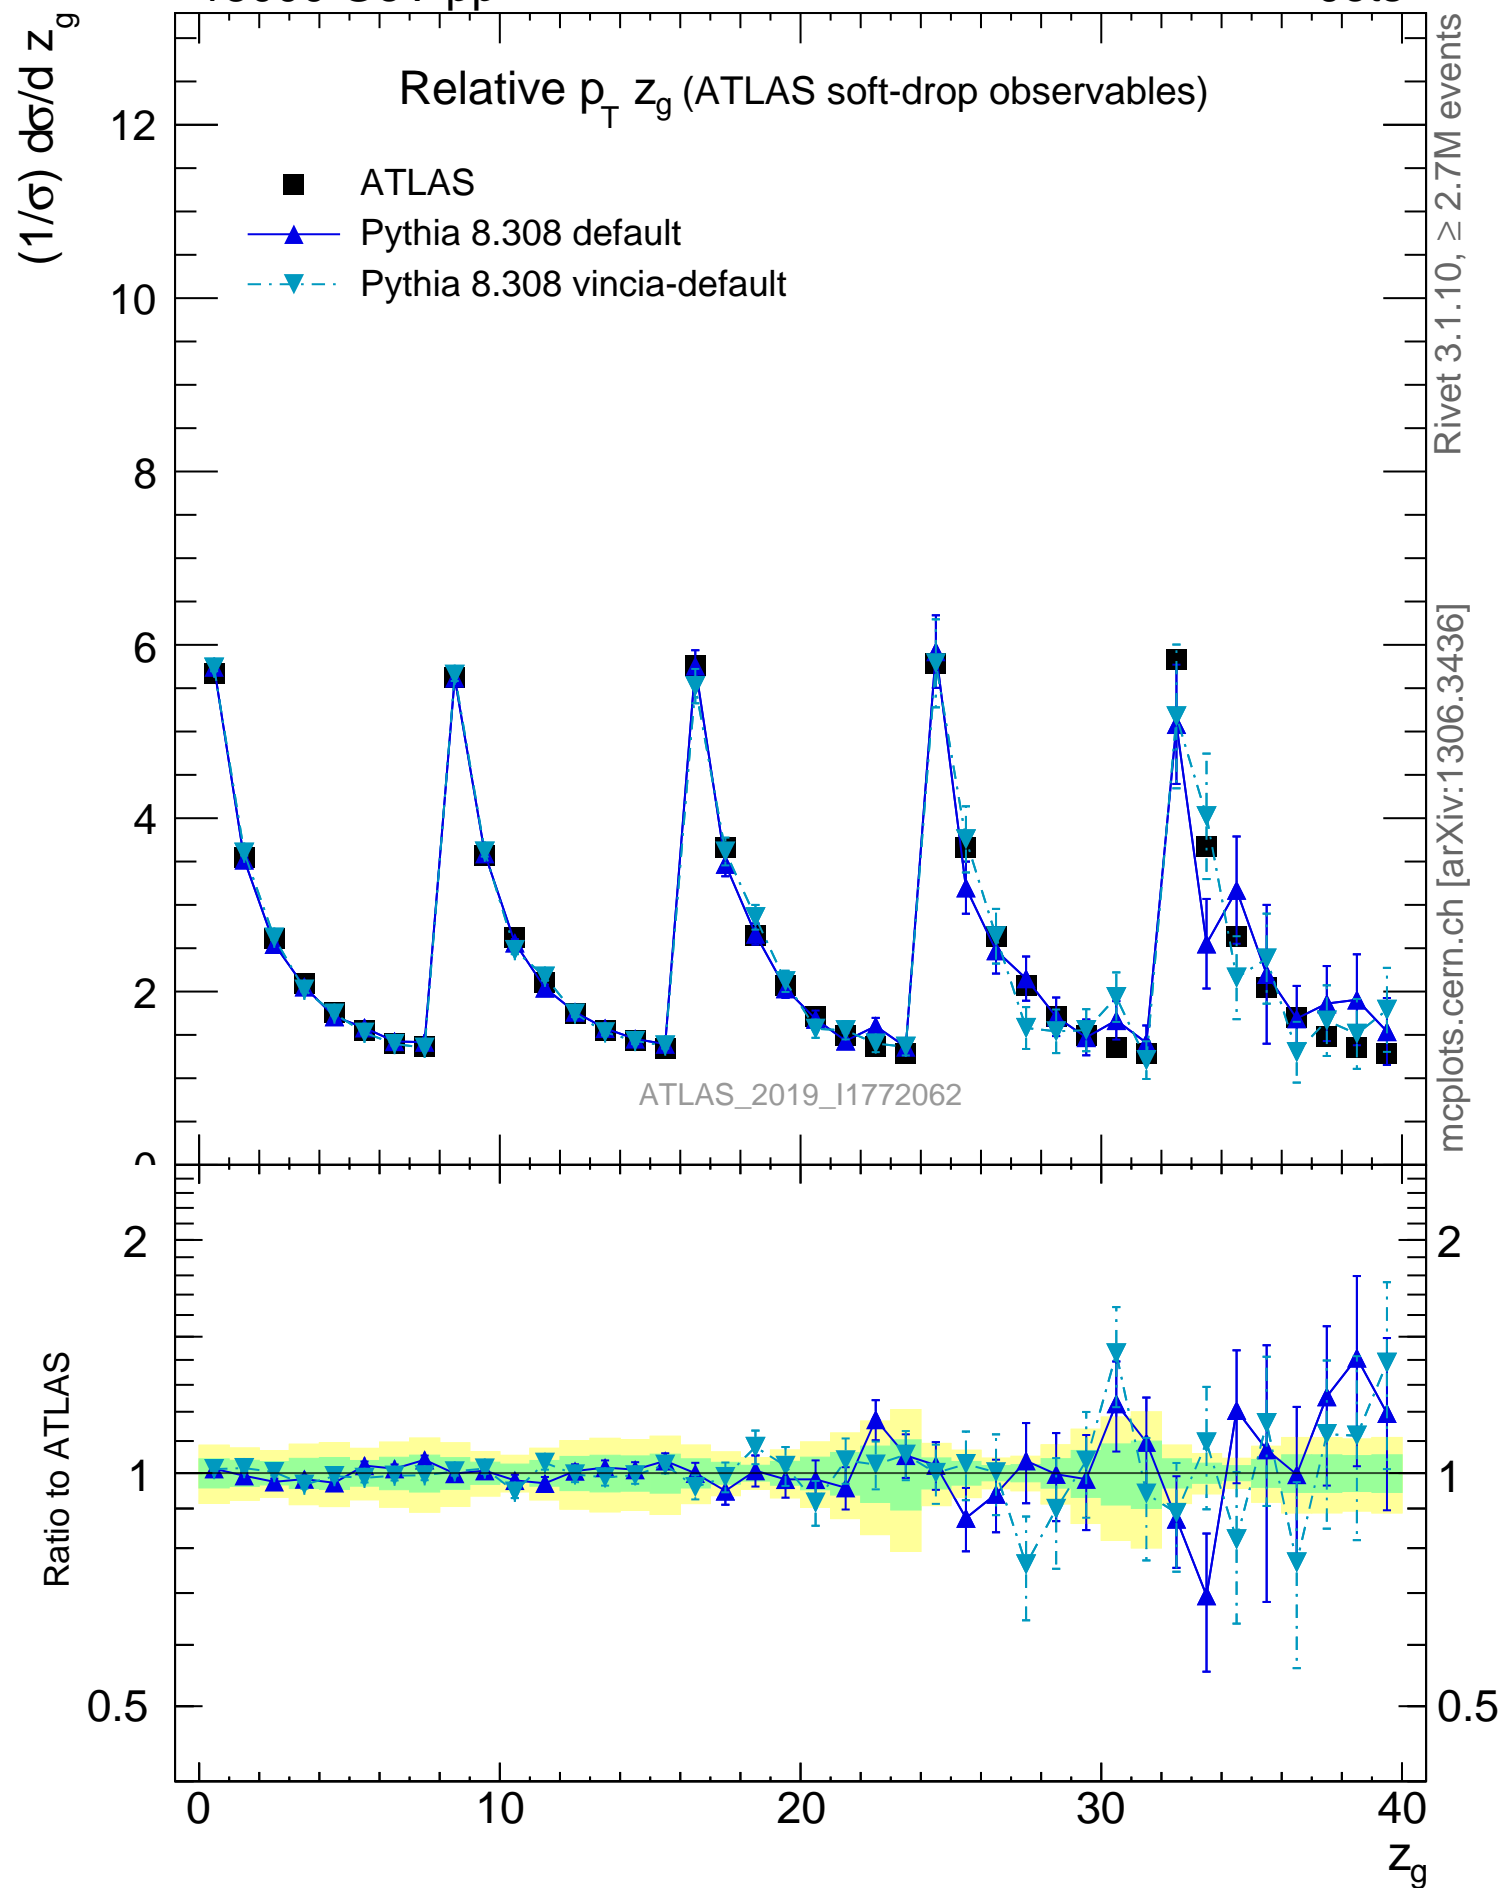 Relative p_T z_g (ATLAS soft-drop observables)
ATLAS
Pythia 8.308 default
Pythia 8.308 vincia-default
(1/σ) dσ/d z_g
12
10
8
6
4
2
0
ATLAS_2019_I1772062
Rivet 3.1.10, ≥ 2.7M events
mcplots.cern.ch [arXiv:1306.3436]
Ratio to ATLAS
2
1
0.5
2
1
0.5
0 10 20 30 40
z_g